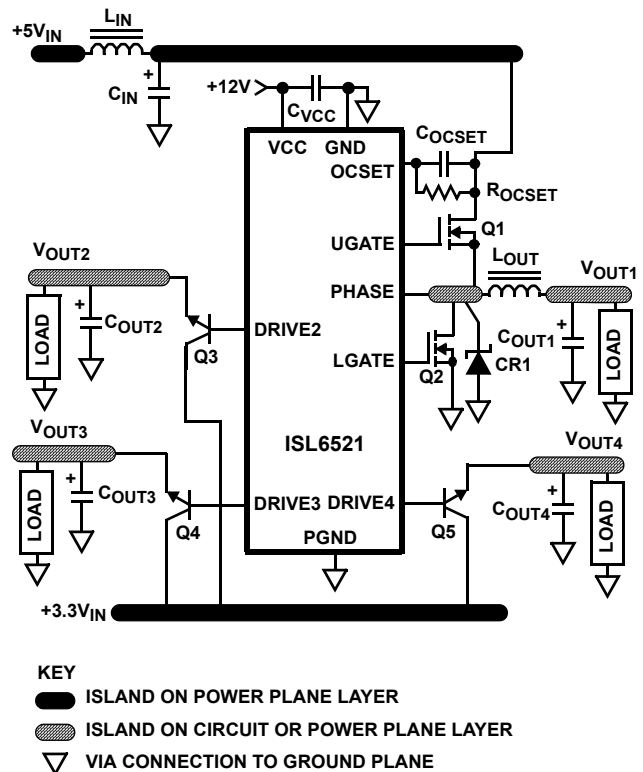 +5VIN
LIN
CIN
+
+12V
CVCC
VCC
GND
OCSET
COCSET
ROCSET
UGATE
Q1
LOUT
VOUT1
PHASE
LGATE
Q2
CR1
COUT1
+
LOAD
VOUT2
LOAD
+
COUT2
Q3
DRIVE2
ISL6521
VOUT3
LOAD
+
COUT3
Q4
DRIVE3
DRIVE4
Q5
VOUT4
COUT4
+
LOAD
PGND
+3.3VIN
KEY
ISLAND ON POWER PLANE LAYER
ISLAND ON CIRCUIT OR POWER PLANE LAYER
VIA CONNECTION TO GROUND PLANE